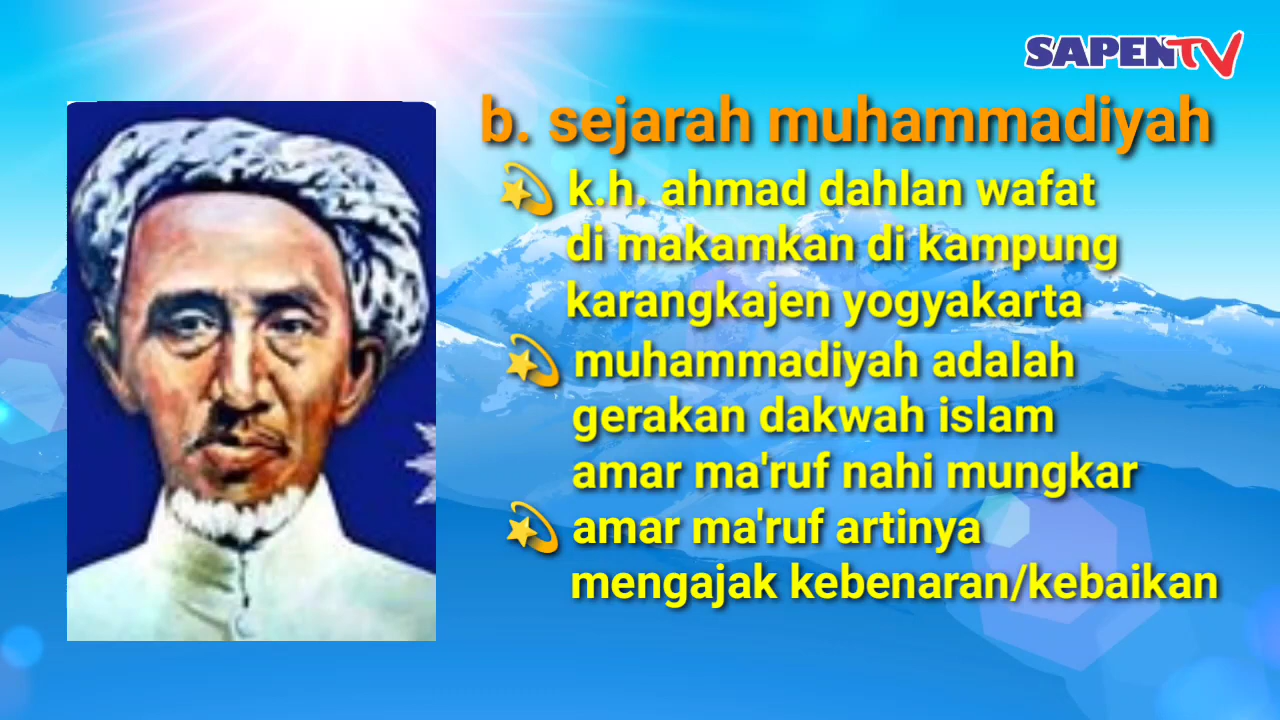 SAPENTV
b. sejarah muhammadiyah
k.h. ahmad dahlan wafat
di makamkan di kampung
karangkajen yogyakarta
muhammadiyah adalah
gerakan dakwah islam
amar ma'ruf nahi mungkar
amar ma'ruf artinya
mengajak kebenaran/kebaikan